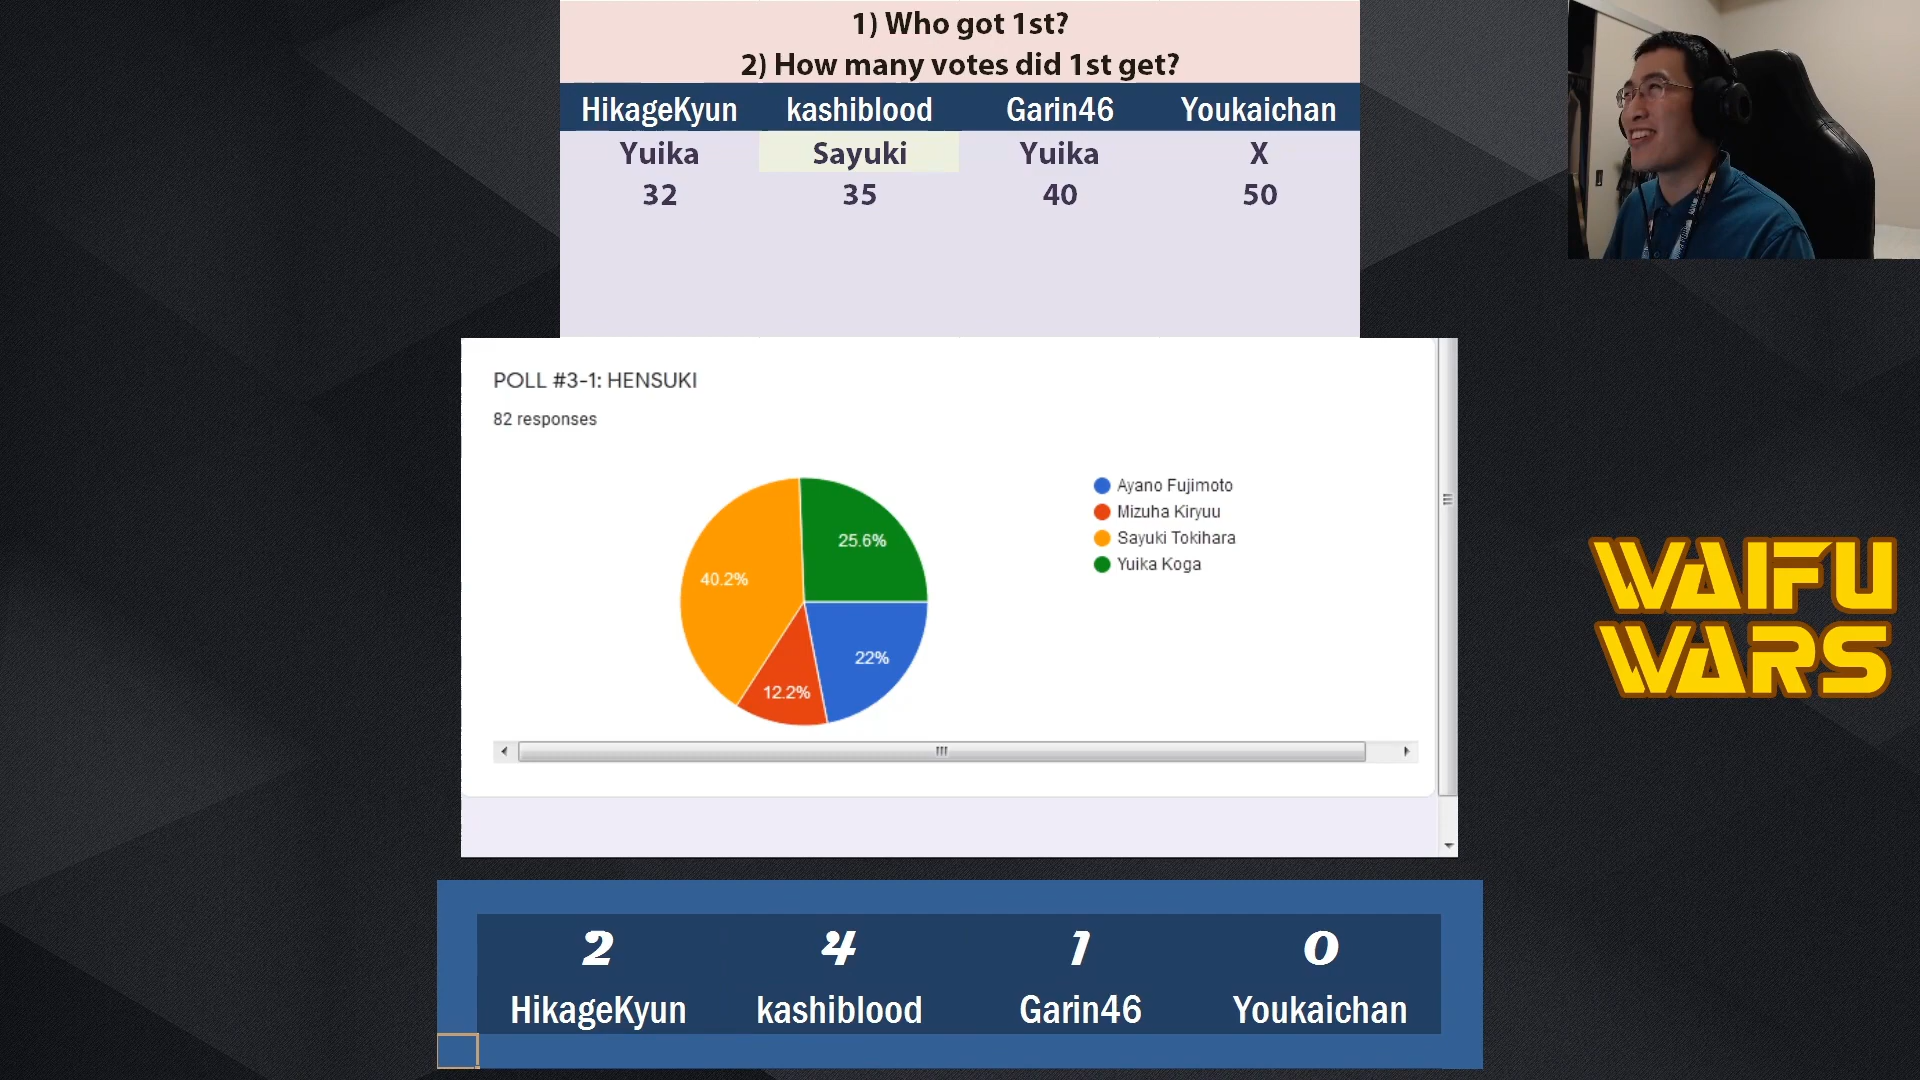 1) Who got 1st?
2) How many votes did 1st get?
HikageKyun kashiblood Garin46 Youkaichan
Yuika Sayuki Yuika X
32 35 40 50
POLL #3-1: HENSUKI
82 responses
25.6%
40.2%
22%
12.2%
Ayano Fujimoto
Mizuha Kiryuu
Sayuki Tokihara
Yuika Koga
WAIFU
WARS
2 4 1 0
HikageKyun kashiblood Garin46 Youkaichan